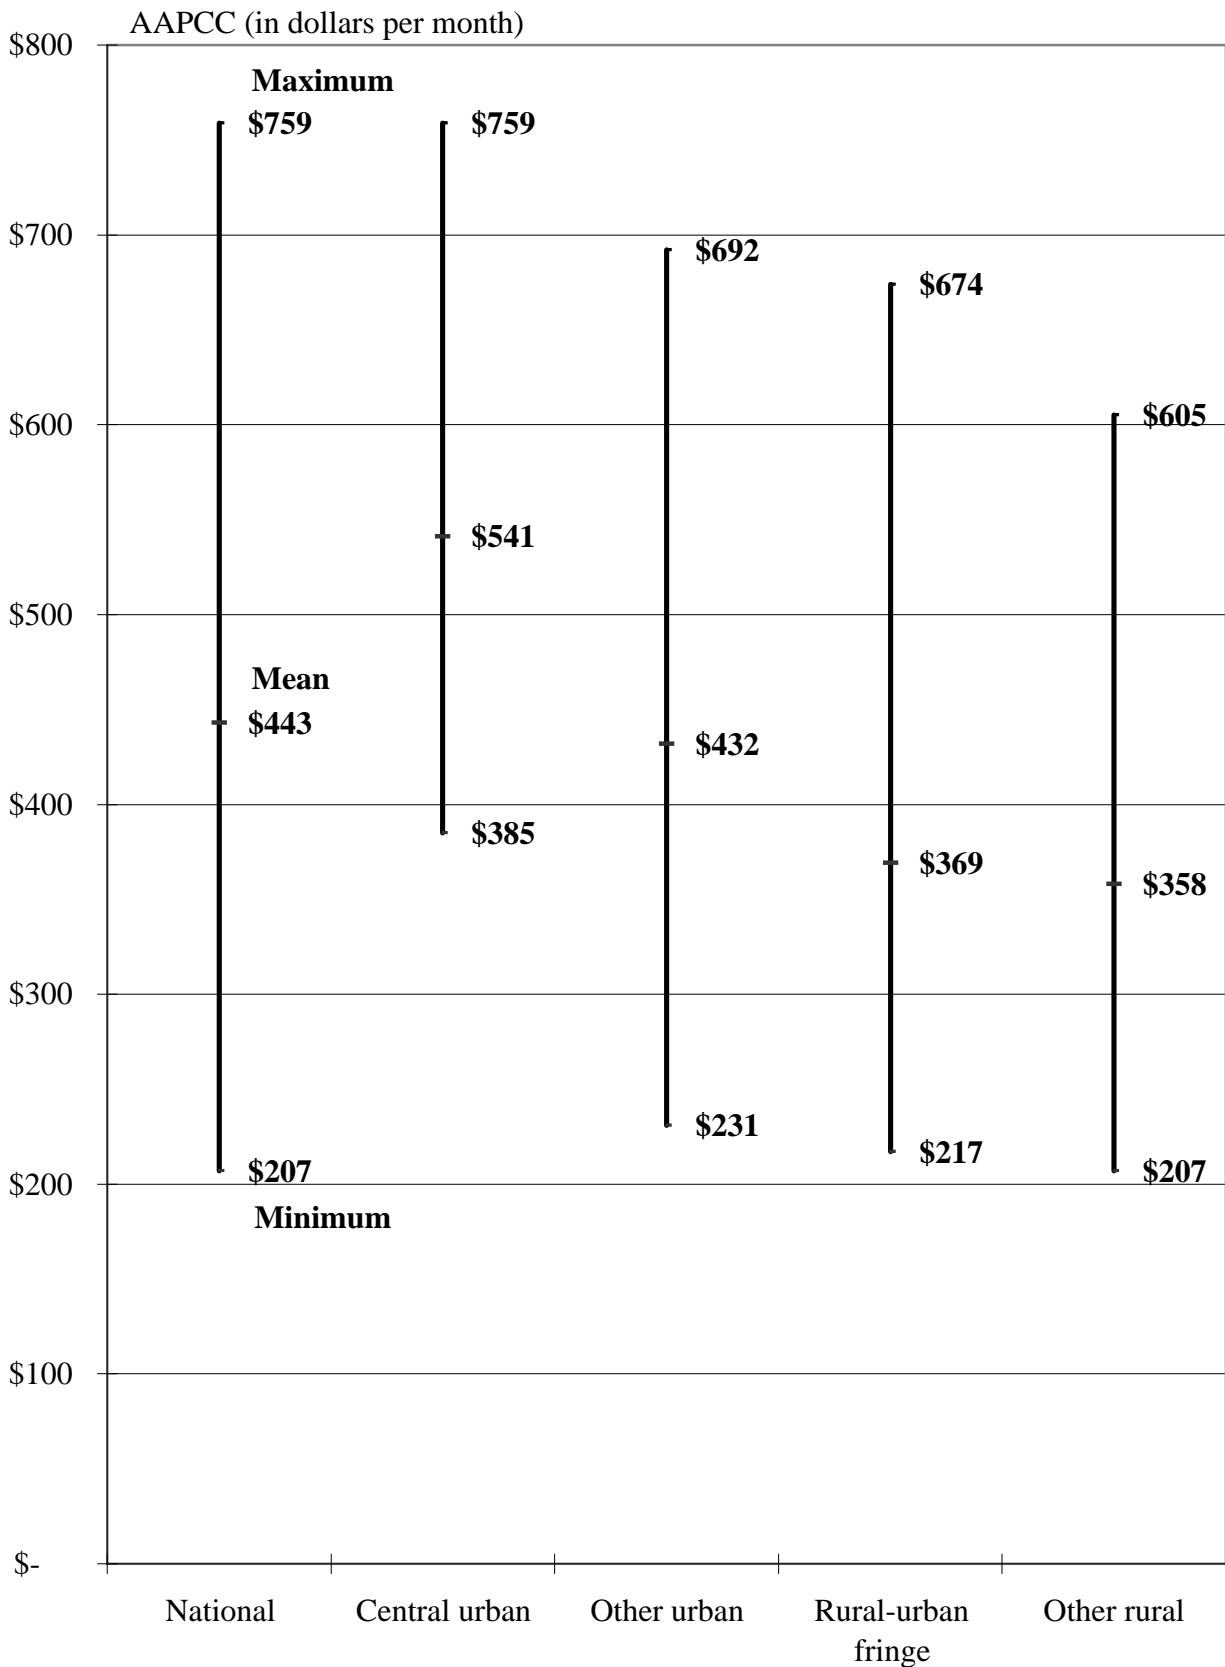 AAPCC (in dollars per month)
$800
Maximum
$759
$759
$700
$692
$674
$600
$605
$541
$500
Mean
$443
$432
$400
$385
$369
$358
$300
$231
$217
$207
$207
$200
Minimum
$100
$-
National
Central urban
Other urban
Rural-urban
fringe
Other rural